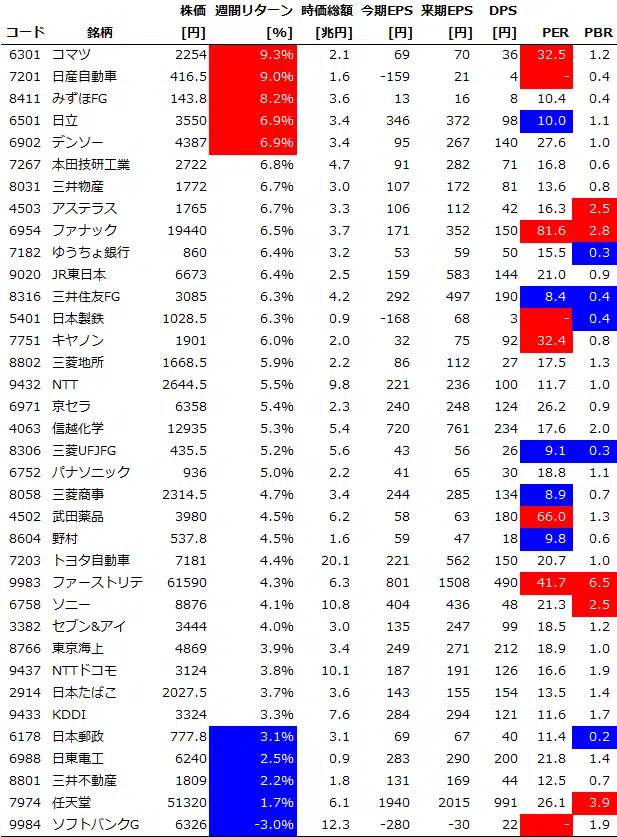 株価 週間リターン 時価総額 今期EPS 来期EPS DPS
コード 銘柄 [円] [%] [兆円] [円] [円] [円] PER PBR
6301 コマツ 2254 9.3% 2.1 69 70 36 32.5 1.2
7201 日産自動車 416.5 9.0% 1.6 -159 21 4 - 0.4
8411 みずほFG 143.8 8.2% 3.6 13 16 8 10.4 0.4
6501 日立 3550 6.9% 3.4 346 372 98 10.0 1.1
6902 デンソー 4387 6.9% 3.4 95 267 140 27.6 1.0
7267 本田技研工業 2722 6.8% 4.7 91 282 71 16.8 0.6
8031 三井物産 1772 6.7% 3.0 107 172 81 13.6 0.8
4503 アステラス 1765 6.7% 3.3 106 112 42 16.3 2.5
6954 ファナック 19440 6.5% 3.7 171 352 150 81.6 2.8
7182 ゆうちょ銀行 860 6.4% 3.2 53 59 50 15.5 0.3
9020 JR東日本 6673 6.4% 2.5 159 583 144 21.0 0.9
8316 三井住友FG 3085 6.3% 4.2 292 497 190 8.4 0.4
5401 日本製鉄 1028.5 6.3% 0.9 -168 68 3 - 0.4
7751 キヤノン 1901 6.0% 2.0 32 75 92 32.4 0.8
8802 三菱地所 1668.5 5.9% 2.2 86 112 27 17.5 1.3
9432 NTT 2644.5 5.5% 9.8 221 236 100 11.7 1.0
6971 京セラ 6358 5.4% 2.3 240 248 124 26.2 0.9
4063 信越化学 12935 5.3% 5.4 720 761 234 17.6 2.0
8306 三菱UFJFG 435.5 5.2% 5.6 43 56 26 9.1 0.3
6752 パナソニック 936 5.0% 2.2 41 65 30 18.8 1.1
8058 三菱商事 2314.5 4.7% 3.4 244 285 134 8.9 0.7
4502 武田薬品 3980 4.5% 6.2 58 63 180 66.0 1.3
8604 野村 537.8 4.5% 1.6 59 47 18 9.8 0.6
7203 トヨタ自動車 7181 4.4% 20.1 221 562 150 20.7 1.0
9983 ファーストリテ 61590 4.3% 6.3 801 1508 490 41.7 6.5
6758 ソニー 8876 4.1% 10.8 404 436 48 21.3 2.5
3382 セブン&アイ 3444 4.0% 3.0 135 247 99 18.5 1.2
8766 東京海上 4869 3.9% 3.4 249 271 212 18.9 1.0
9437 NTTドコモ 3124 3.8% 10.1 187 191 126 16.6 1.9
2914 日本たばこ 2027.5 3.7% 3.6 143 155 154 13.5 1.4
9433 KDDI 3324 3.3% 7.6 284 294 121 11.6 1.7
6178 日本郵政 777.8 3.1% 3.1 69 67 40 11.4 0.2
6988 日東電工 6240 2.5% 0.9 283 290 200 21.8 1.4
8801 三井不動産 1809 2.2% 1.8 131 169 44 12.5 0.7
7974 任天堂 51320 1.7% 6.1 1940 2015 991 26.1 3.9
9984 ソフトバンクG 6326 -3.0% 12.3 -280 -30 22 - 1.9